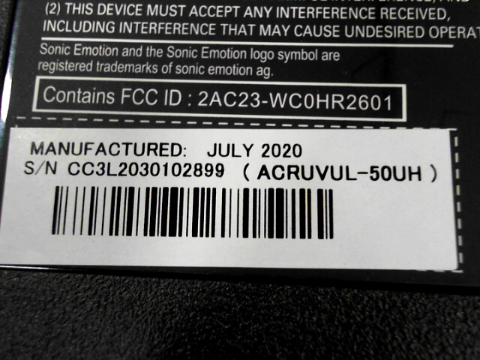 (2) THIS DEVICE MUST ACCEPT ANY INTERFERENCE RECEIVED,
INCLUDING INTERFERENCE THAT MAY CAUSE UNDESIRED OPERAT
Sonic Emotion and the Sonic Emotion logo symbol are
registered trademarks of sonic emotion ag.
Contains FCC ID : 2AC23-WC0HR2601
MANUFACTURED: JULY 2020
S/N CC3L2030102899 ( ACRUVUL-50UH )